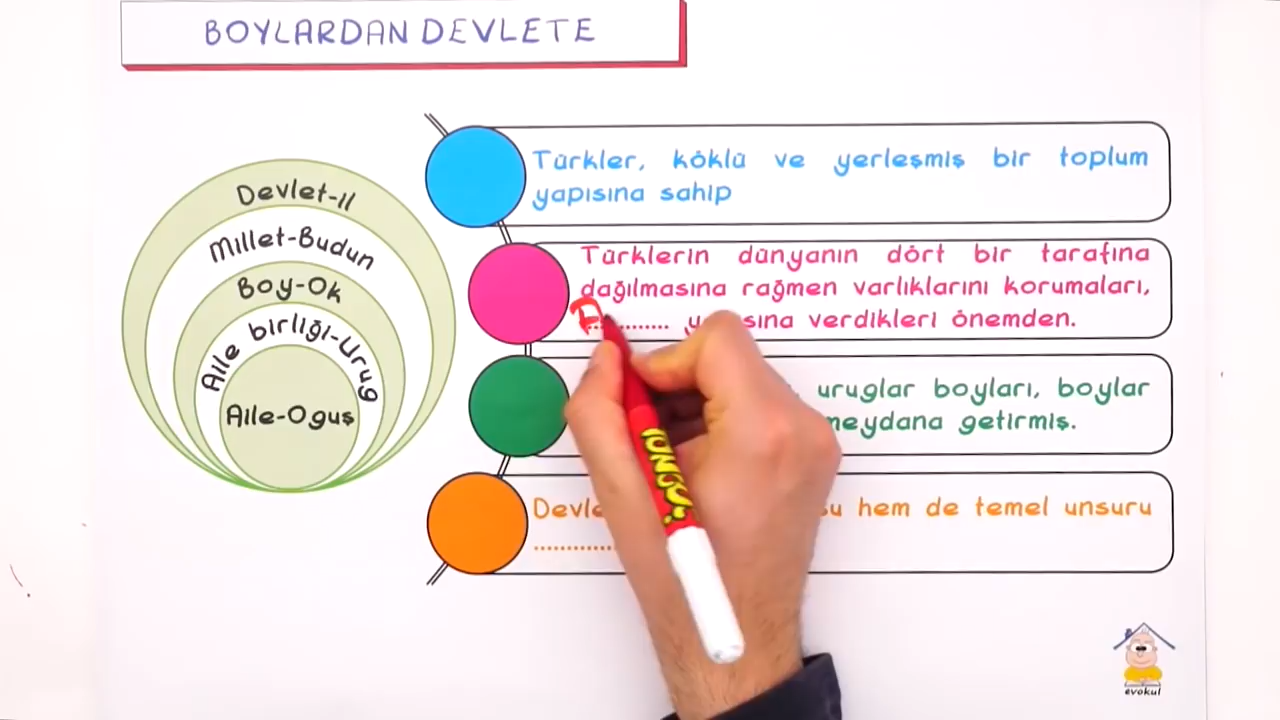 BOYLARDAN DEVLETE
Devlet-il
Millet-Budun
Boy-Ok
Aile birliği-Urug
Aile-Oguş
Türkler, köklü ve yerleşmiş bir toplum
yapısına sahip
Türklerin dünyanın dört bir tarafına
dağılmasına rağmen varlıklarını korumaları,
verdikleri önemden.
uruglar boyları, boylar
meydana getirmiş.
hem de temel unsuru
evokul